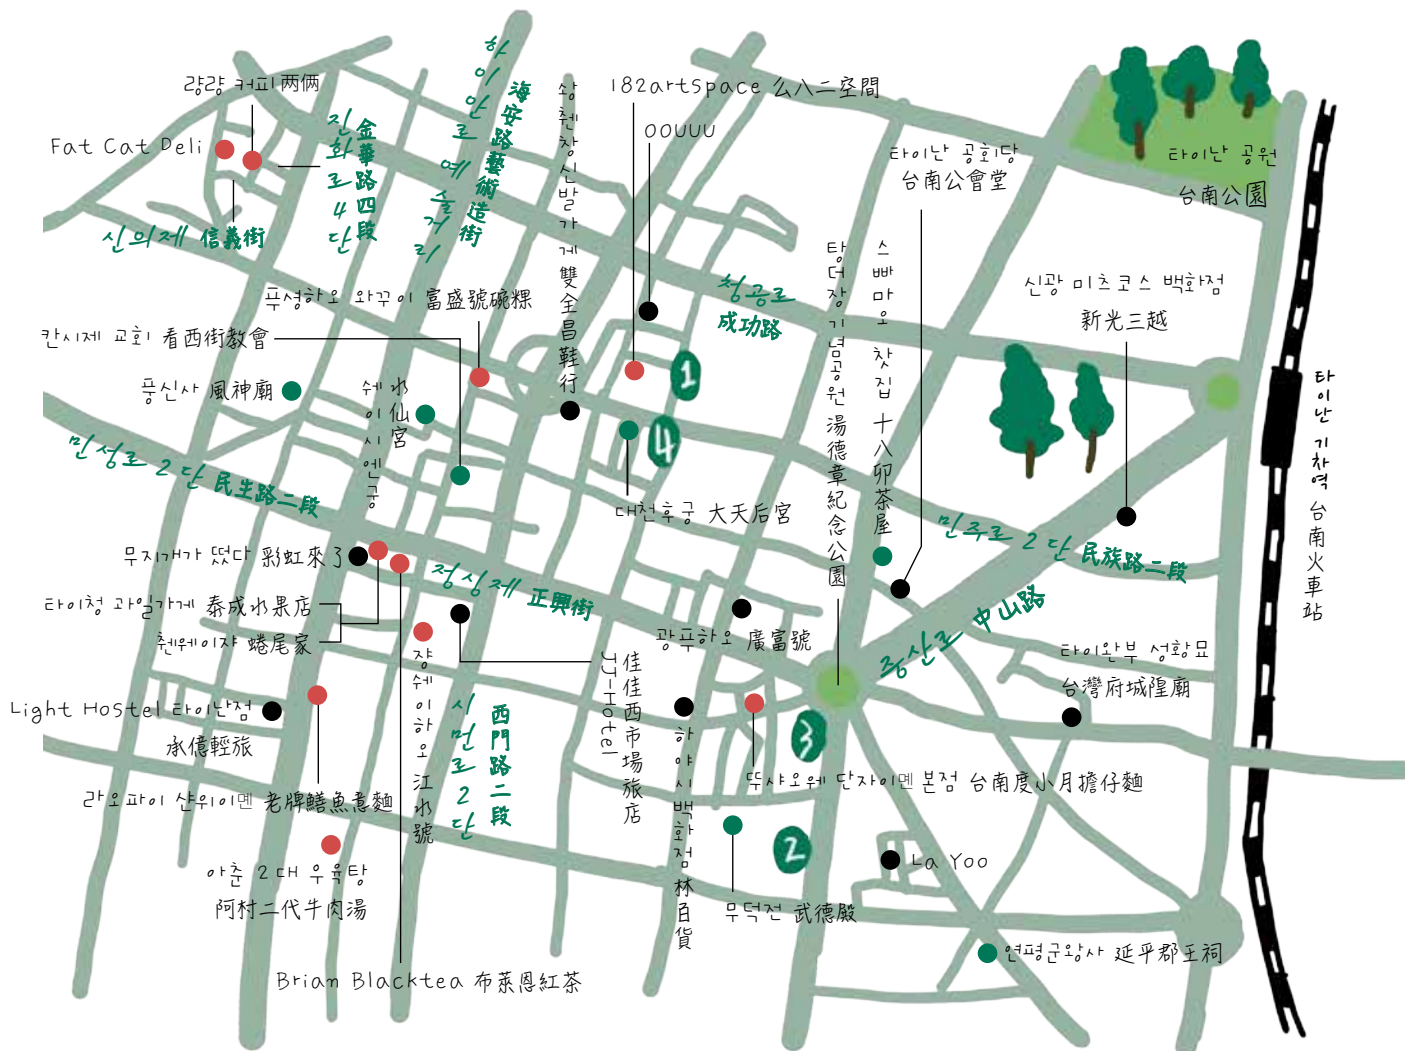 량량 커피 两俩
Fat Cat Deli
신의제 信義街
진화로 4단
金華路四段
하이안로 예술거리
海安路藝術造街
솽췐창 신발가게 雙全昌鞋行
182artspace 公八二空間
OOUUU
타이난 공회당
台南公會堂
타이난 공원
台南公園
청공로
成功路
탕더장 기념공원 湯德章紀念公園
스빠마오 찻집 十八卯茶屋
신광 미츠코스 백화점
新光三越
타이난 기차역 台南火車站
푸성하오 와꾸이 富盛號碗粿
칸시제 교회 看西街教會
풍신사 風神廟
쉐이시엔궁
水仙宮
1
4
대천후궁 大天后宮
민성로 2단 民生路二段
민주로 2단 民族路二段
무지개가 떴다 彩虹來了
정싱제 正興街
타이청 과일가게 泰成水果店
췐웨이쟈 蜷尾家
광푸하오 廣富號
중산로 中山路
타이완부 성황묘
台灣府城隍廟
Light Hostel 타이난점
承億輕旅
쟝쉐이하오 江水號
시먼로 2단
西門路二段
JJ-Hotel
佳佳西市場旅店
하야시 백화점 林百貨
3
뚜샤오웨 단자이멘 본점 台南度小月擔仔麵
라오파이 샨위이멘 老牌鱔魚意麵
아춘 2대 우육탕
阿村二代牛肉湯
2
La Yoo
무덕전 武德殿
연평군왕사 延平郡王祠
Brian Blacktea 布萊恩紅茶